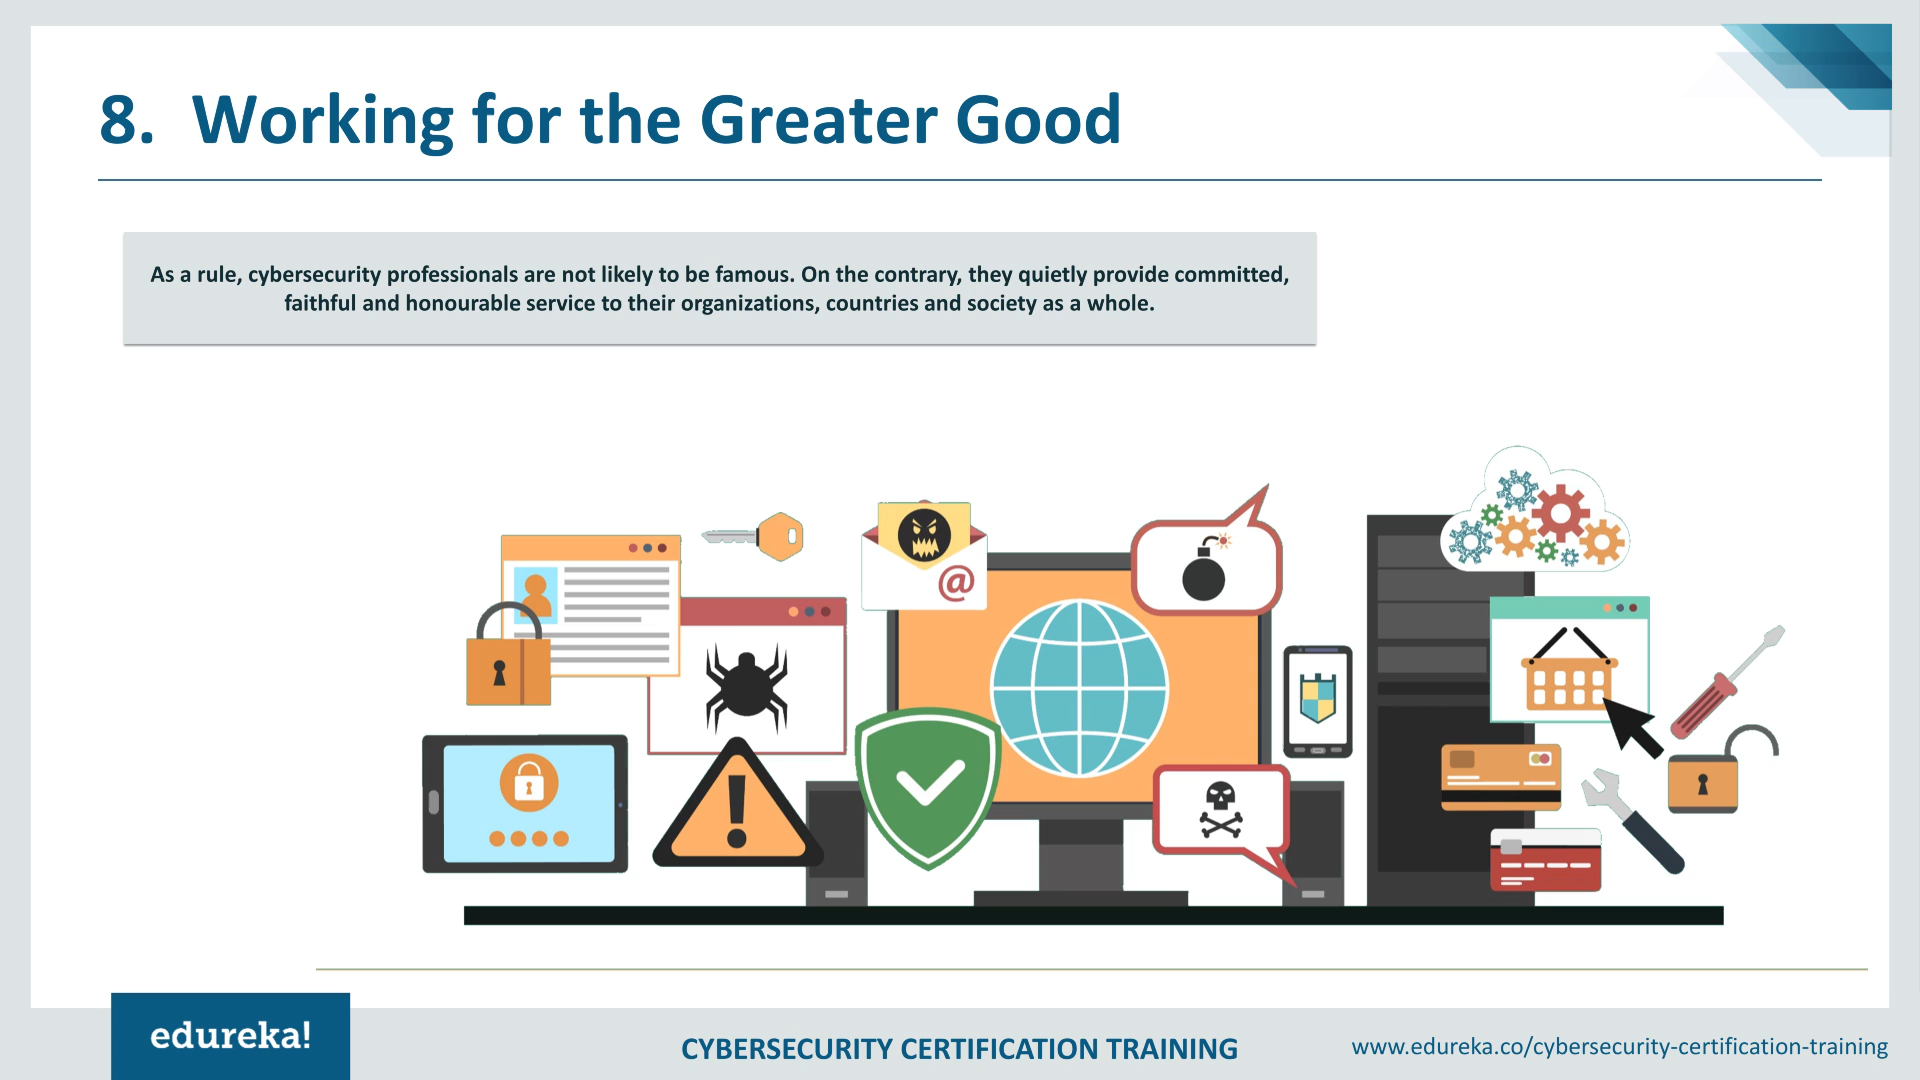 8. Working for the Greater Good
As a rule, cybersecurity professionals are not likely to be famous. On the contrary, they quietly provide committed,
faithful and honourable service to their organizations, countries and society as a whole.
@
edureka!
CYBERSECURITY CERTIFICATION TRAINING
www.edureka.co/cybersecurity-certification-training